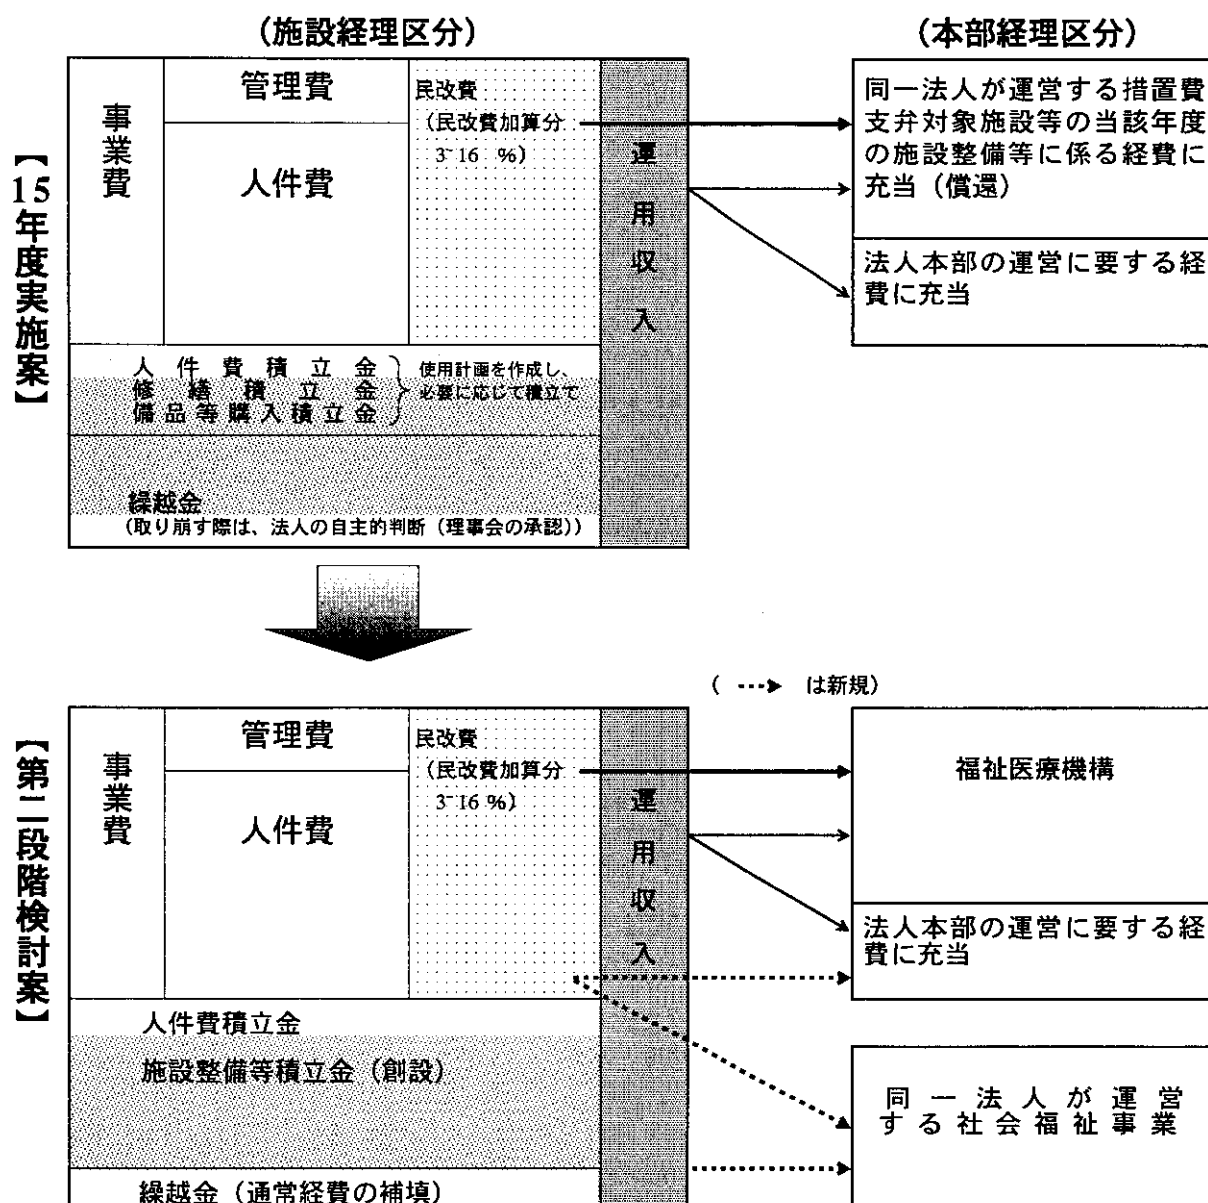 (施設経理区分)
(本部経理区分)
【15年度実施案】
事業費
管理費
人件費
民改費
(民改費加算分
3~16 %)
運用収入
同一法人が運営する措置費
支弁対象施設等の当該年度
の施設整備等に係る経費に
充当(償還)
法人本部の運営に要する経
費に充当
人件費積立金
修繕積立金
備品等購入積立金
使用計画を作成し、
必要に応じて積立て
繰越金
(取り崩す際は、法人の自主的判断(理事会の承認))
( ┅▶ は新規)
【第二段階検討案】
事業費
管理費
人件費
民改費
(民改費加算分
3~16 %)
運用収入
福祉医療機構
法人本部の運営に要する経
費に充当
人件費積立金
施設整備等積立金(創設)
同一法人が運営
する社会福祉事業
繰越金(通常経費の補填)